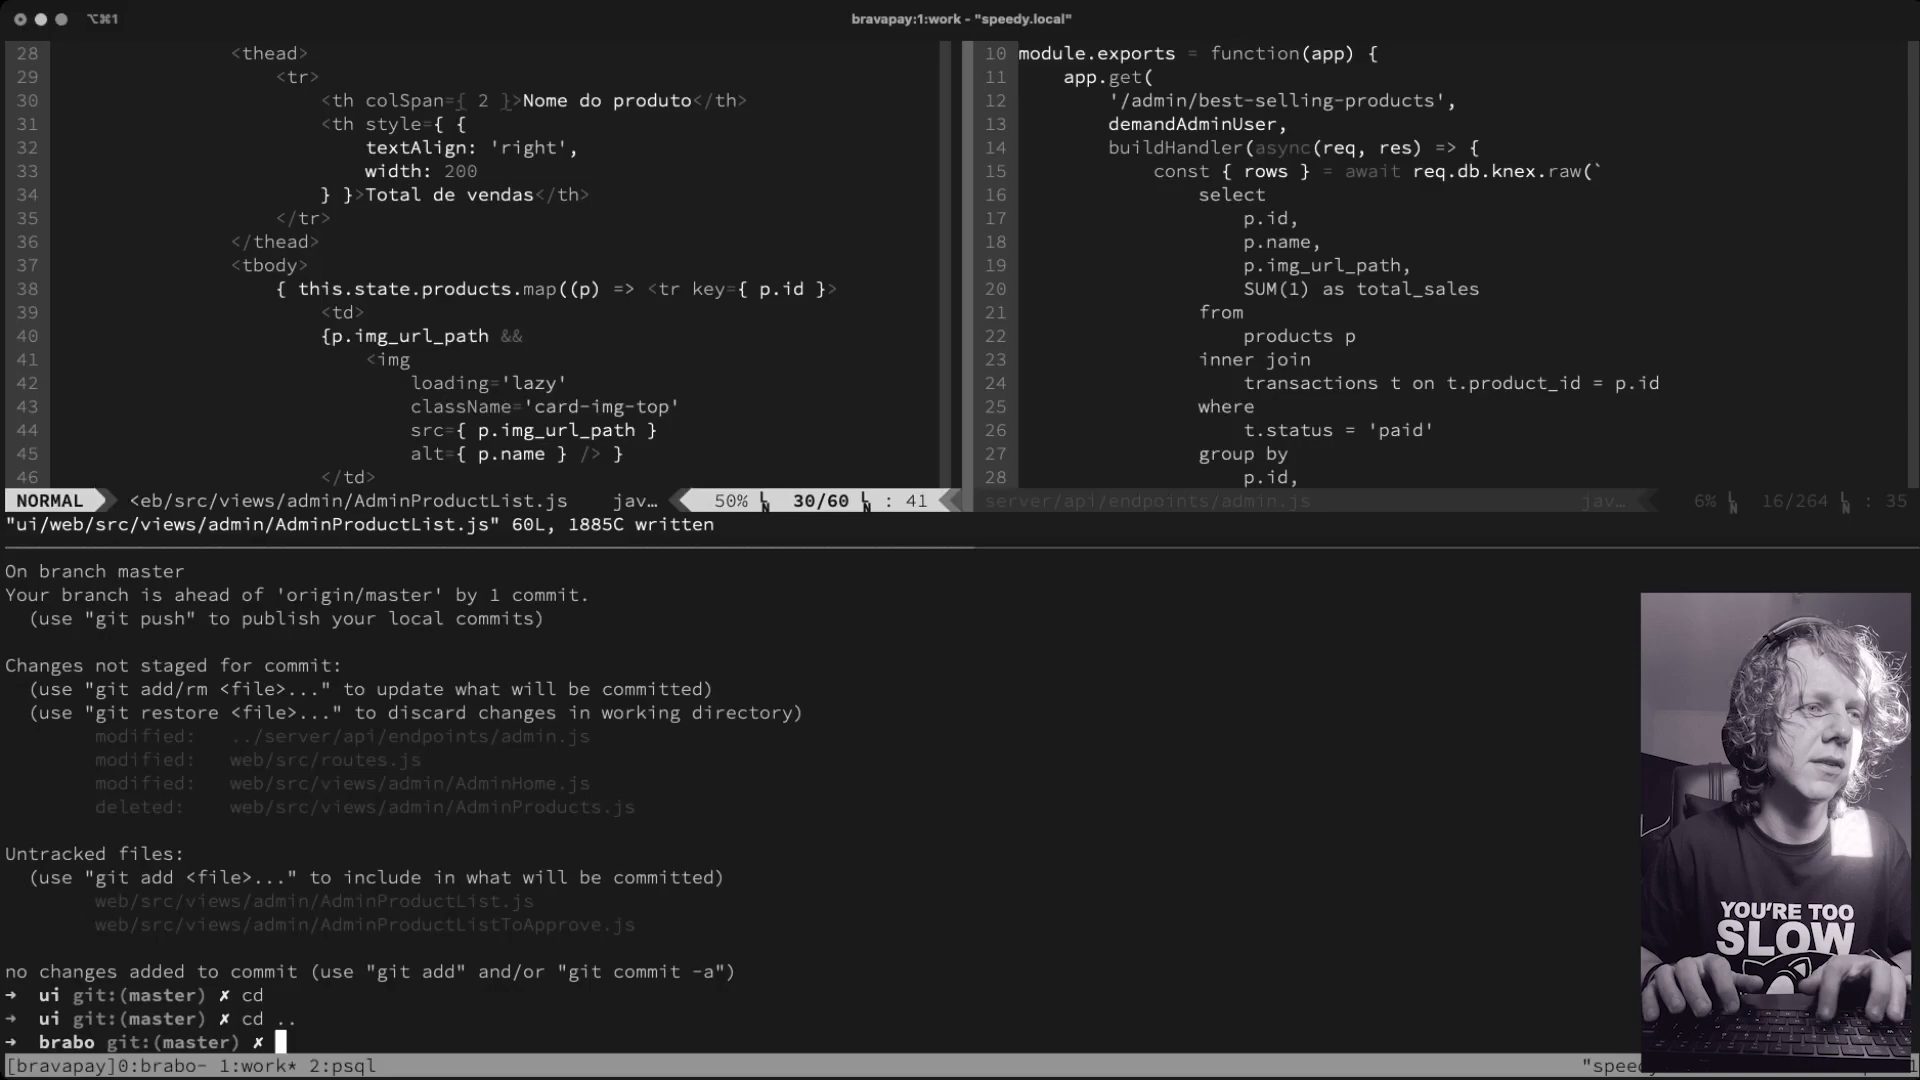 ⌥⌘1
bravapay:1:work - "speedy.local"
28 <thead>
29 <tr>
30 <th colSpan={ 2 }>Nome do produto</th>
31 <th style={ {
32 textAlign: 'right',
33 width: 200
34 } }>Total de vendas</th>
35 </tr>
36 </thead>
37 <tbody>
38 { this.state.products.map((p) => <tr key={ p.id }>
39 <td>
40 {p.img_url_path &&
41 <img
42 loading='lazy'
43 className='card-img-top'
44 src={ p.img_url_path }
45 alt={ p.name } /> }
46 </td>
NORMAL <eb/src/views/admin/AdminProductList.js jav… 50% 30/60 : 41
"ui/web/src/views/admin/AdminProductList.js" 60L, 1885C written
10 module.exports = function(app) {
11 app.get(
12 '/admin/best-selling-products',
13 demandAdminUser,
14 buildHandler(async(req, res) => {
15 const { rows } = await req.db.knex.raw(`
16 select
17 p.id,
18 p.name,
19 p.img_url_path,
20 SUM(1) as total_sales
21 from
22 products p
23 inner join
24 transactions t on t.product_id = p.id
25 where
26 t.status = 'paid'
27 group by
28 p.id,
server/api/endpoints/admin.js jav… 6% 16/264 : 35
On branch master
Your branch is ahead of 'origin/master' by 1 commit.
(use "git push" to publish your local commits)
Changes not staged for commit:
(use "git add/rm <file>..." to update what will be committed)
(use "git restore <file>..." to discard changes in working directory)
modified: ../server/api/endpoints/admin.js
modified: web/src/routes.js
modified: web/src/views/admin/AdminHome.js
deleted: web/src/views/admin/AdminProducts.js
Untracked files:
(use "git add <file>..." to include in what will be committed)
web/src/views/admin/AdminProductList.js
web/src/views/admin/AdminProductListToApprove.js
no changes added to commit (use "git add" and/or "git commit -a")
→ ui git:(master) ✗ cd
→ ui git:(master) ✗ cd ..
→ brabo git:(master) ✗
YOU'RE TOO
SLOW
[bravapay]0:brabo- 1:work* 2:psql